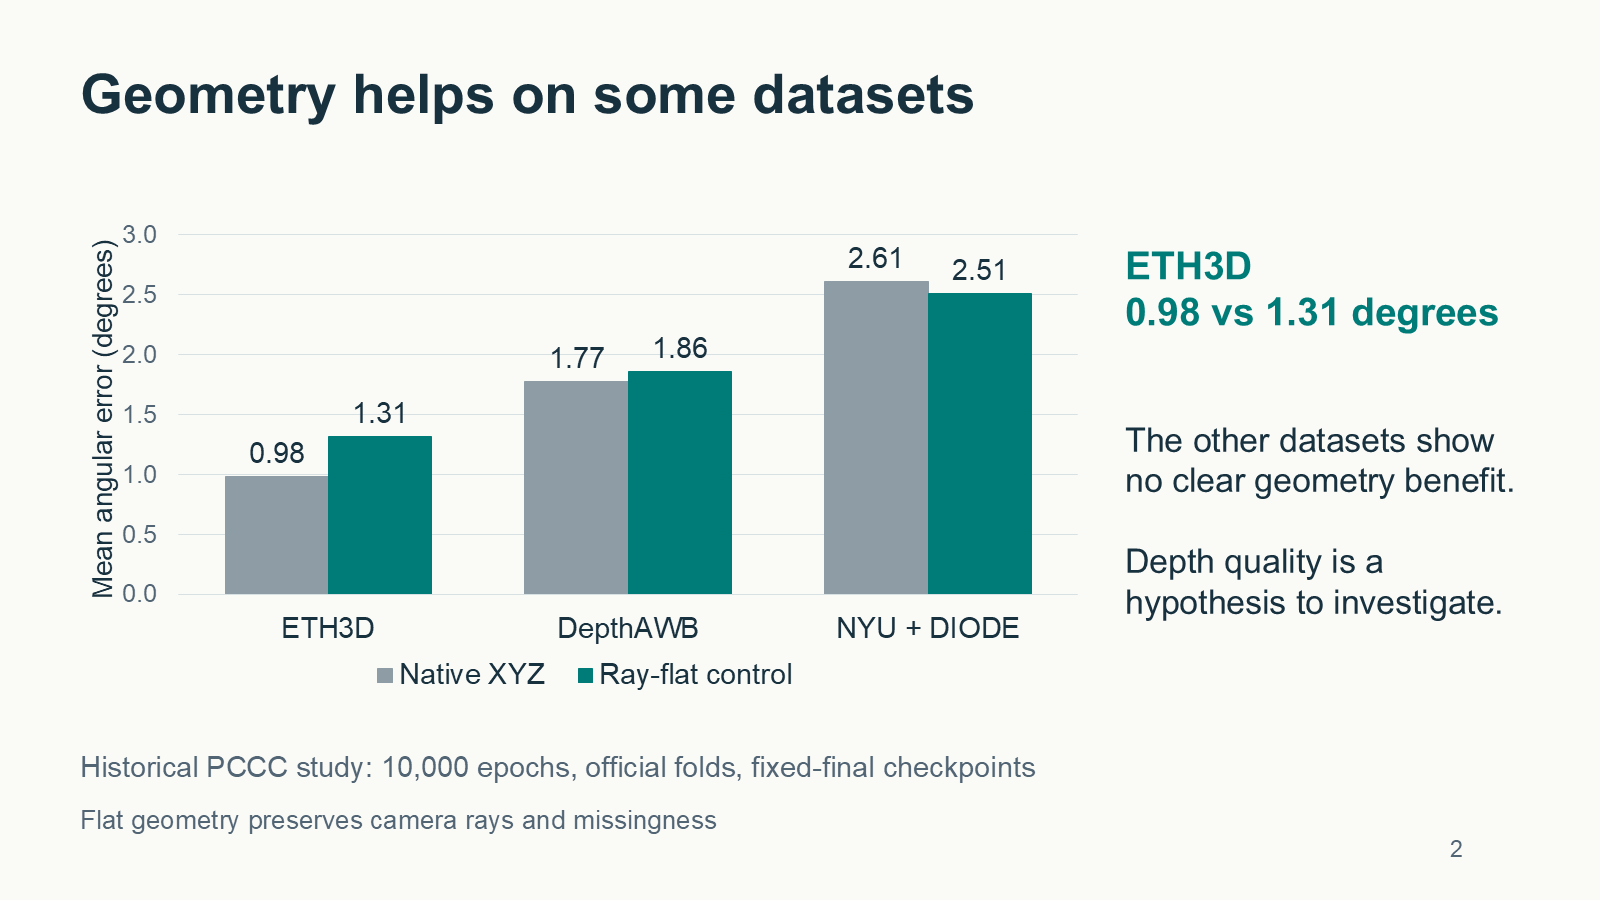 Geometry helps on some datasets
Mean angular error (degrees)
3.0
2.5
2.0
1.5
1.0
0.5
0.0
0.98
1.31
1.77
1.86
2.61
2.51
ETH3D
DepthAWB
NYU + DIODE
Native XYZ
Ray-flat control
ETH3D
0.98 vs 1.31 degrees
The other datasets show
no clear geometry benefit.
Depth quality is a
hypothesis to investigate.
Historical PCCC study: 10,000 epochs, official folds, fixed-final checkpoints
Flat geometry preserves camera rays and missingness
2